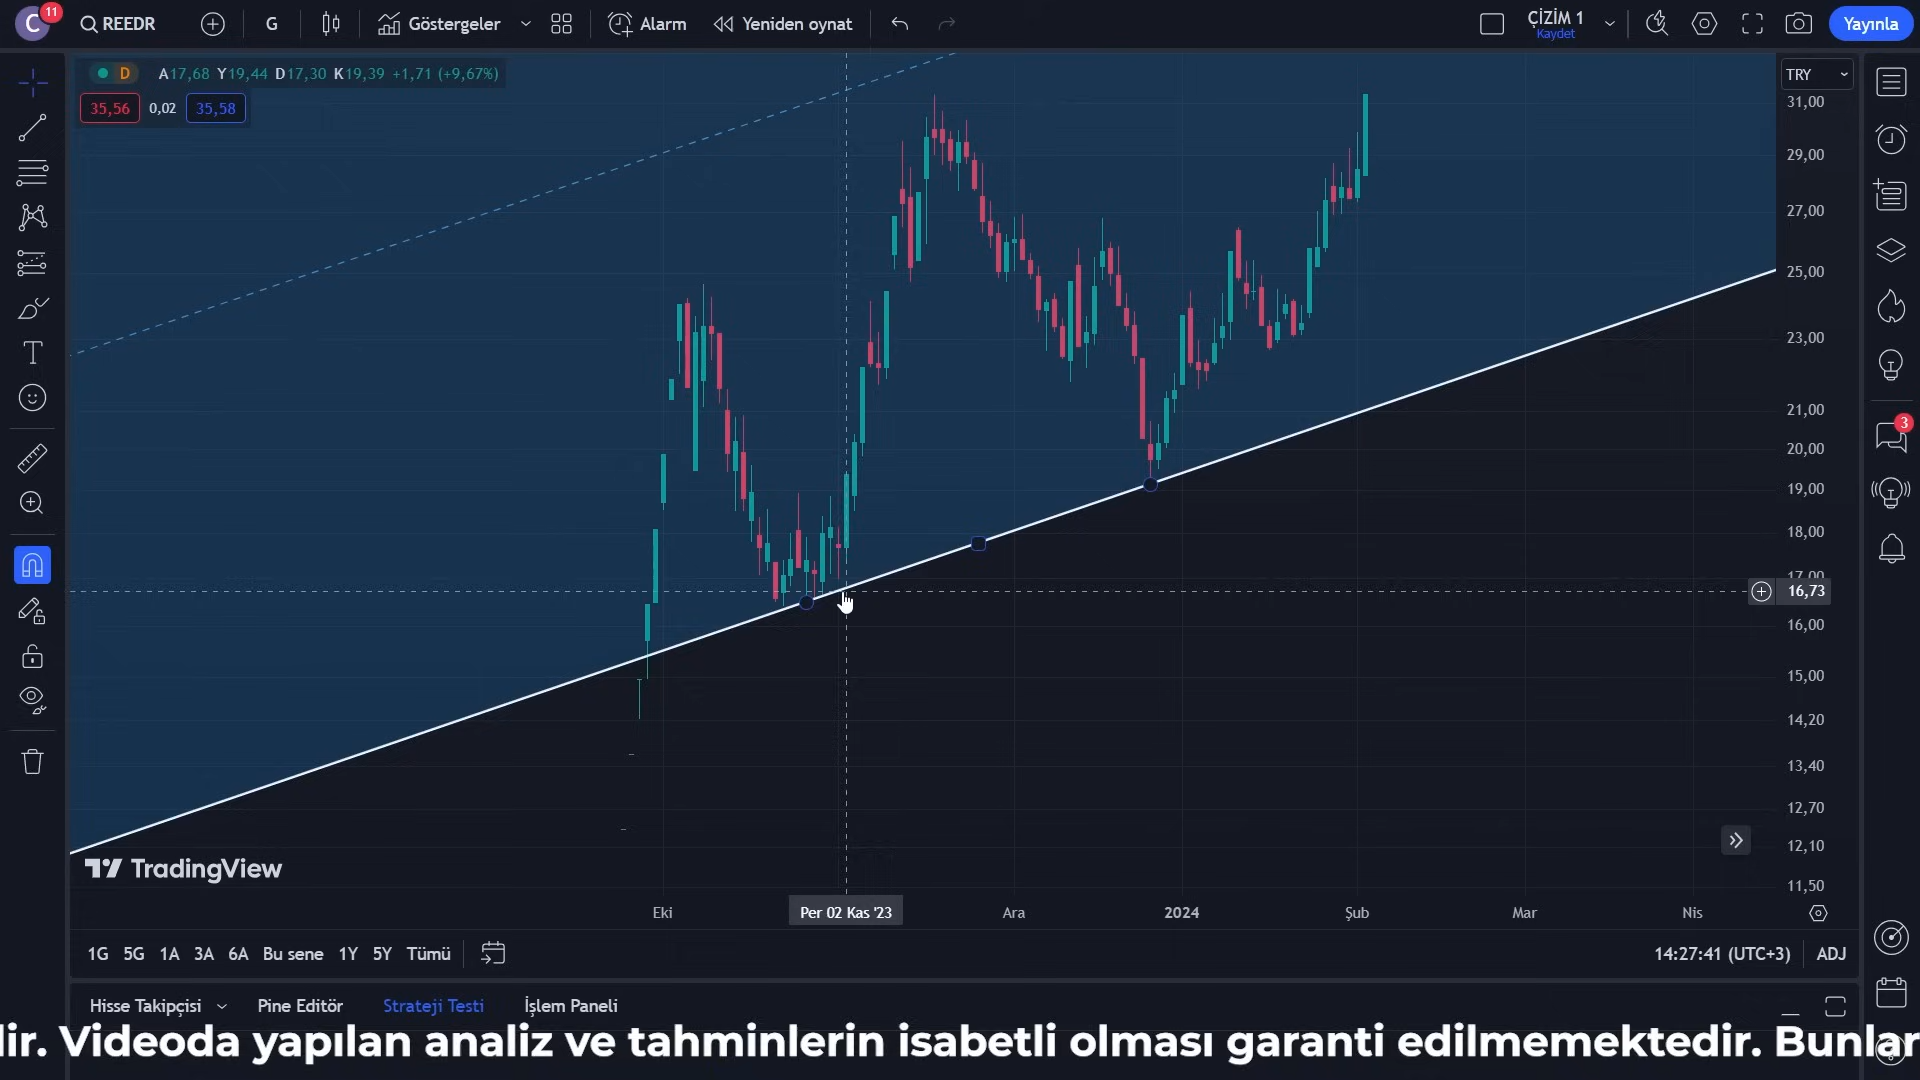 C 11 REEDR G Göstergeler Alarm Yeniden oynat ÇİZİM 1 Kaydet Yayınla
D A17,68 Y19,44 D17,30 K19,39 +1,71 (+9,67%)
35,56 0,02 35,58
TRY
31,00
29,00
27,00
25,00
23,00
21,00
20,00
19,00
18,00
17,00
16,73
16,00
15,00
14,20
13,40
12,70
12,10
11,50
3
TradingView
Eki Per 02 Kas '23 Ara 2024 Şub Mar Nis
1G 5G 1A 3A 6A Bu sene 1Y 5Y Tümü 14:27:41 (UTC+3) ADJ
Hisse Takipçisi Pine Editör Strateji Testi İşlem Paneli
dir. Videoda yapılan analiz ve tahminlerin isabetli olması garanti edilmemektedir. Bunlar